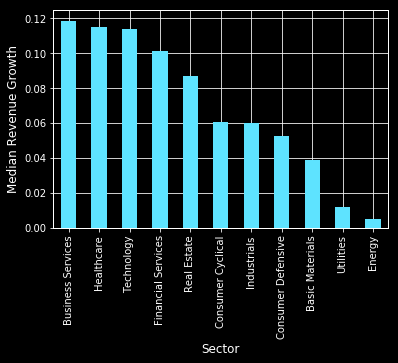 Median Revenue Growth
0.12
0.10
0.08
0.06
0.04
0.02
0.00
Business Services
Healthcare
Technology
Financial Services
Real Estate
Consumer Cyclical
Industrials
Consumer Defensive
Basic Materials
Utilities
Energy
Sector